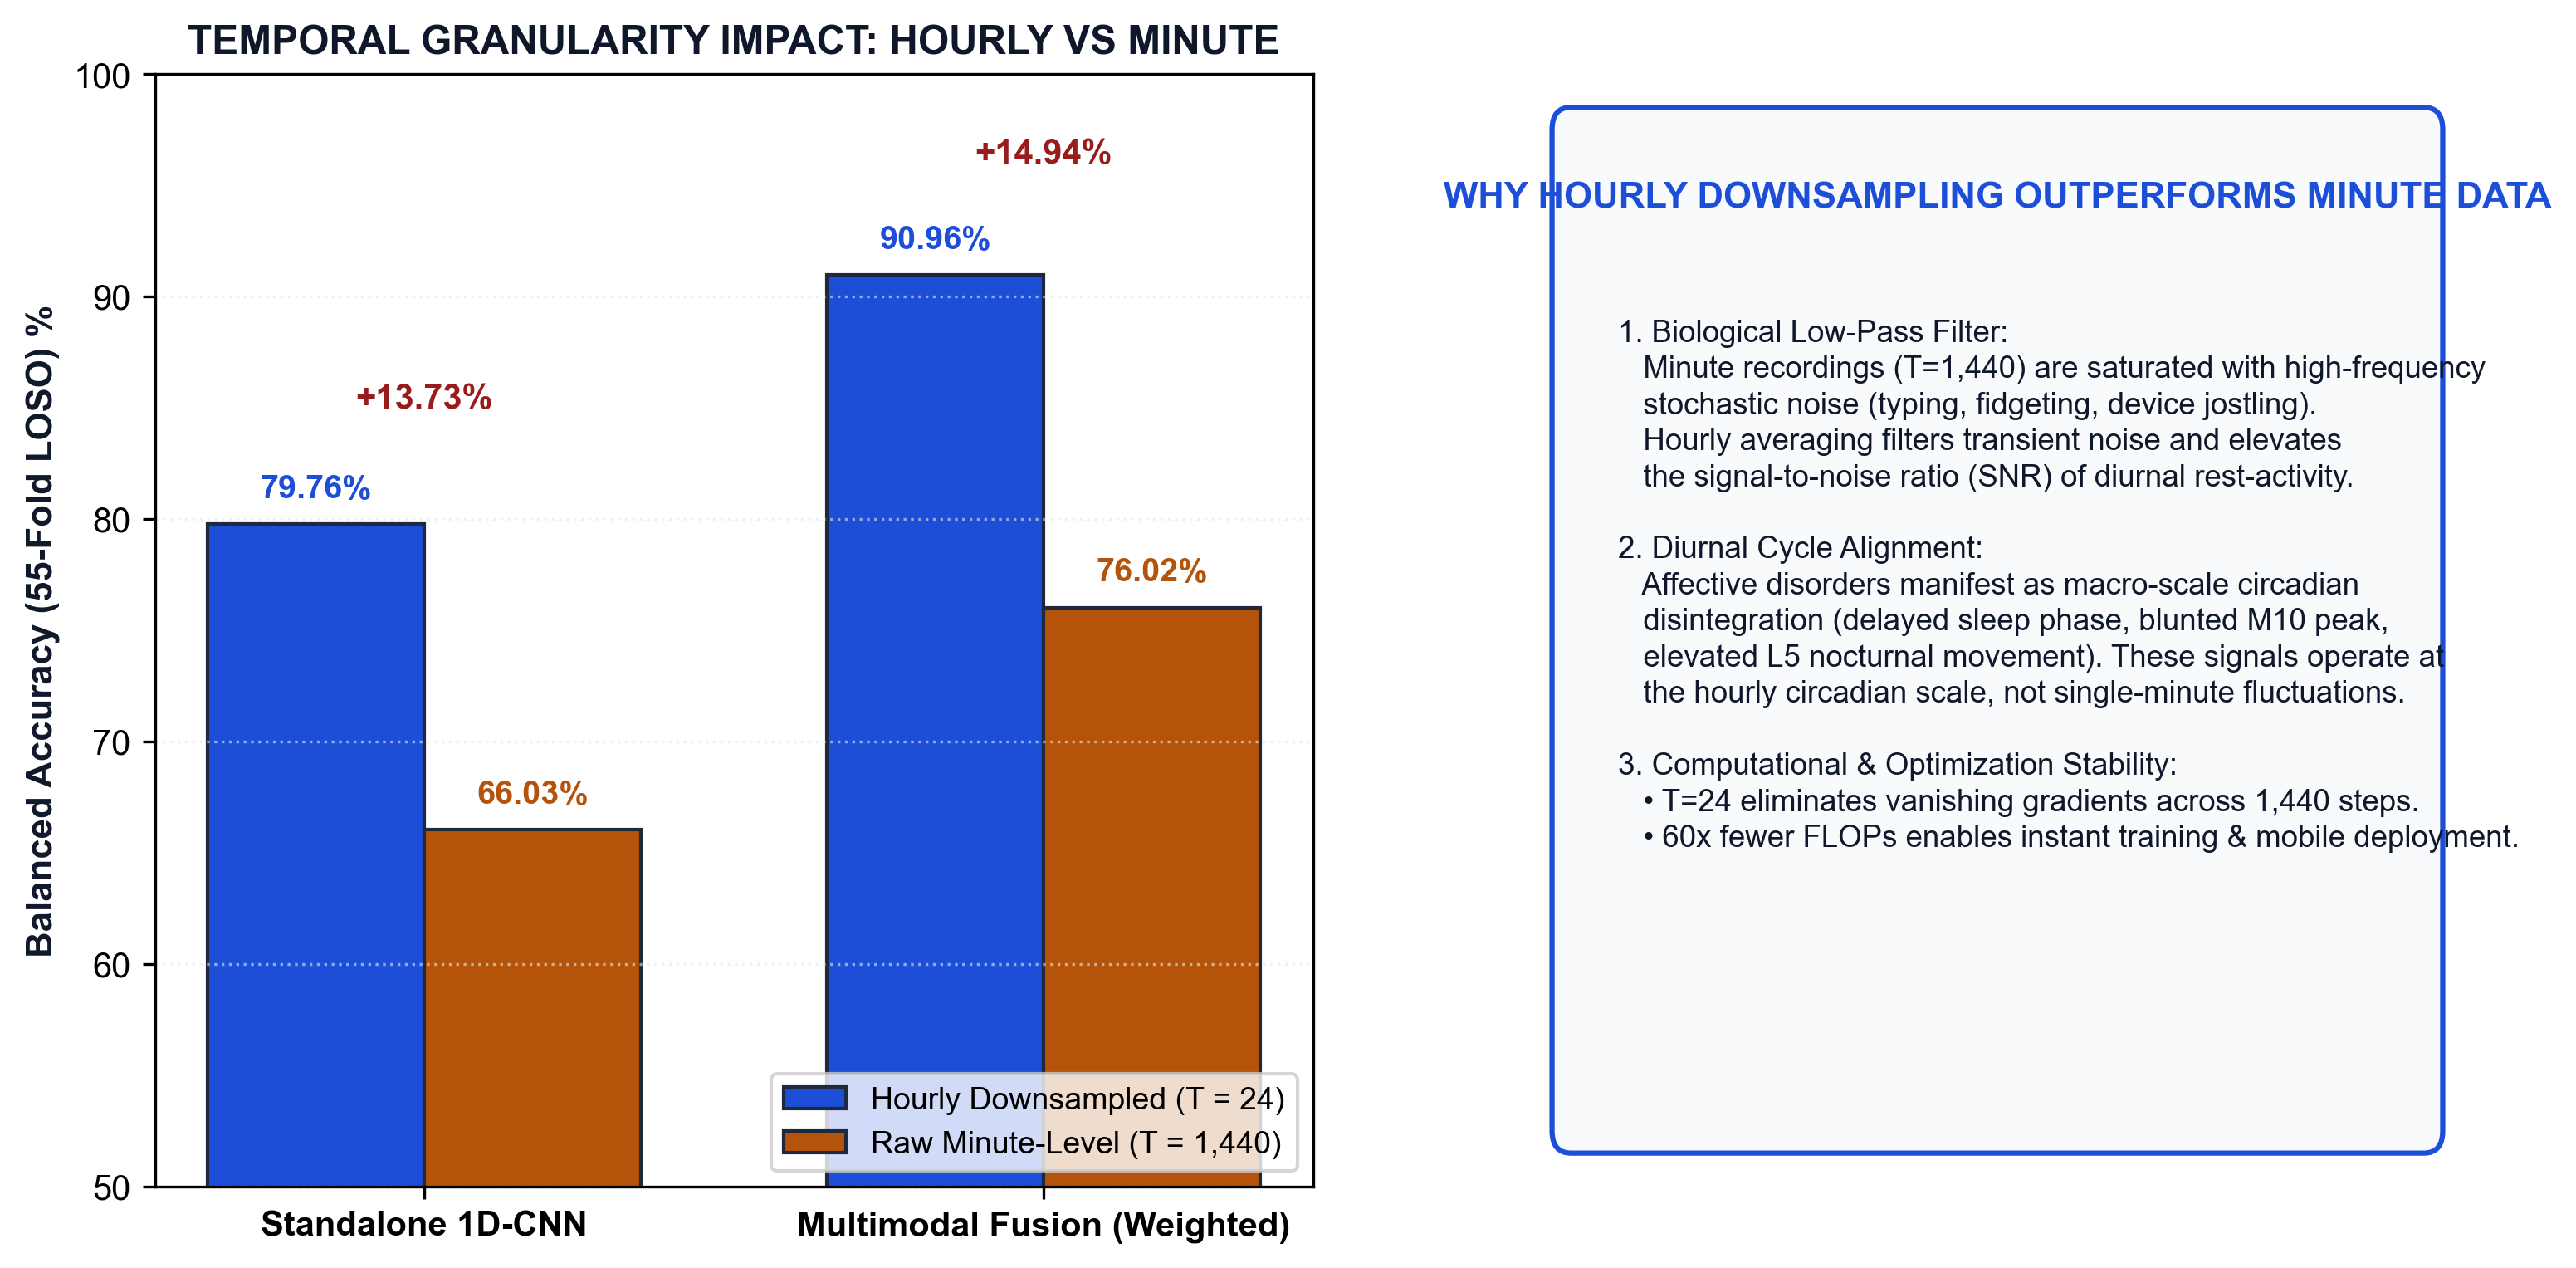 TEMPORAL GRANULARITY IMPACT: HOURLY VS MINUTE
Balanced Accuracy (55-Fold LOSO) %
100
90
80
70
60
50
+13.73%
79.76%
66.03%
+14.94%
90.96%
76.02%
Hourly Downsampled (T = 24)
Raw Minute-Level (T = 1,440)
Standalone 1D-CNN
Multimodal Fusion (Weighted)
WHY HOURLY DOWNSAMPLING OUTPERFORMS MINUTE DATA
1. Biological Low-Pass Filter:
Minute recordings (T=1,440) are saturated with high-frequency
stochastic noise (typing, fidgeting, device jostling).
Hourly averaging filters transient noise and elevates
the signal-to-noise ratio (SNR) of diurnal rest-activity.
2. Diurnal Cycle Alignment:
Affective disorders manifest as macro-scale circadian
disintegration (delayed sleep phase, blunted M10 peak,
elevated L5 nocturnal movement). These signals operate at
the hourly circadian scale, not single-minute fluctuations.
3. Computational & Optimization Stability:
• T=24 eliminates vanishing gradients across 1,440 steps.
• 60x fewer FLOPs enables instant training & mobile deployment.